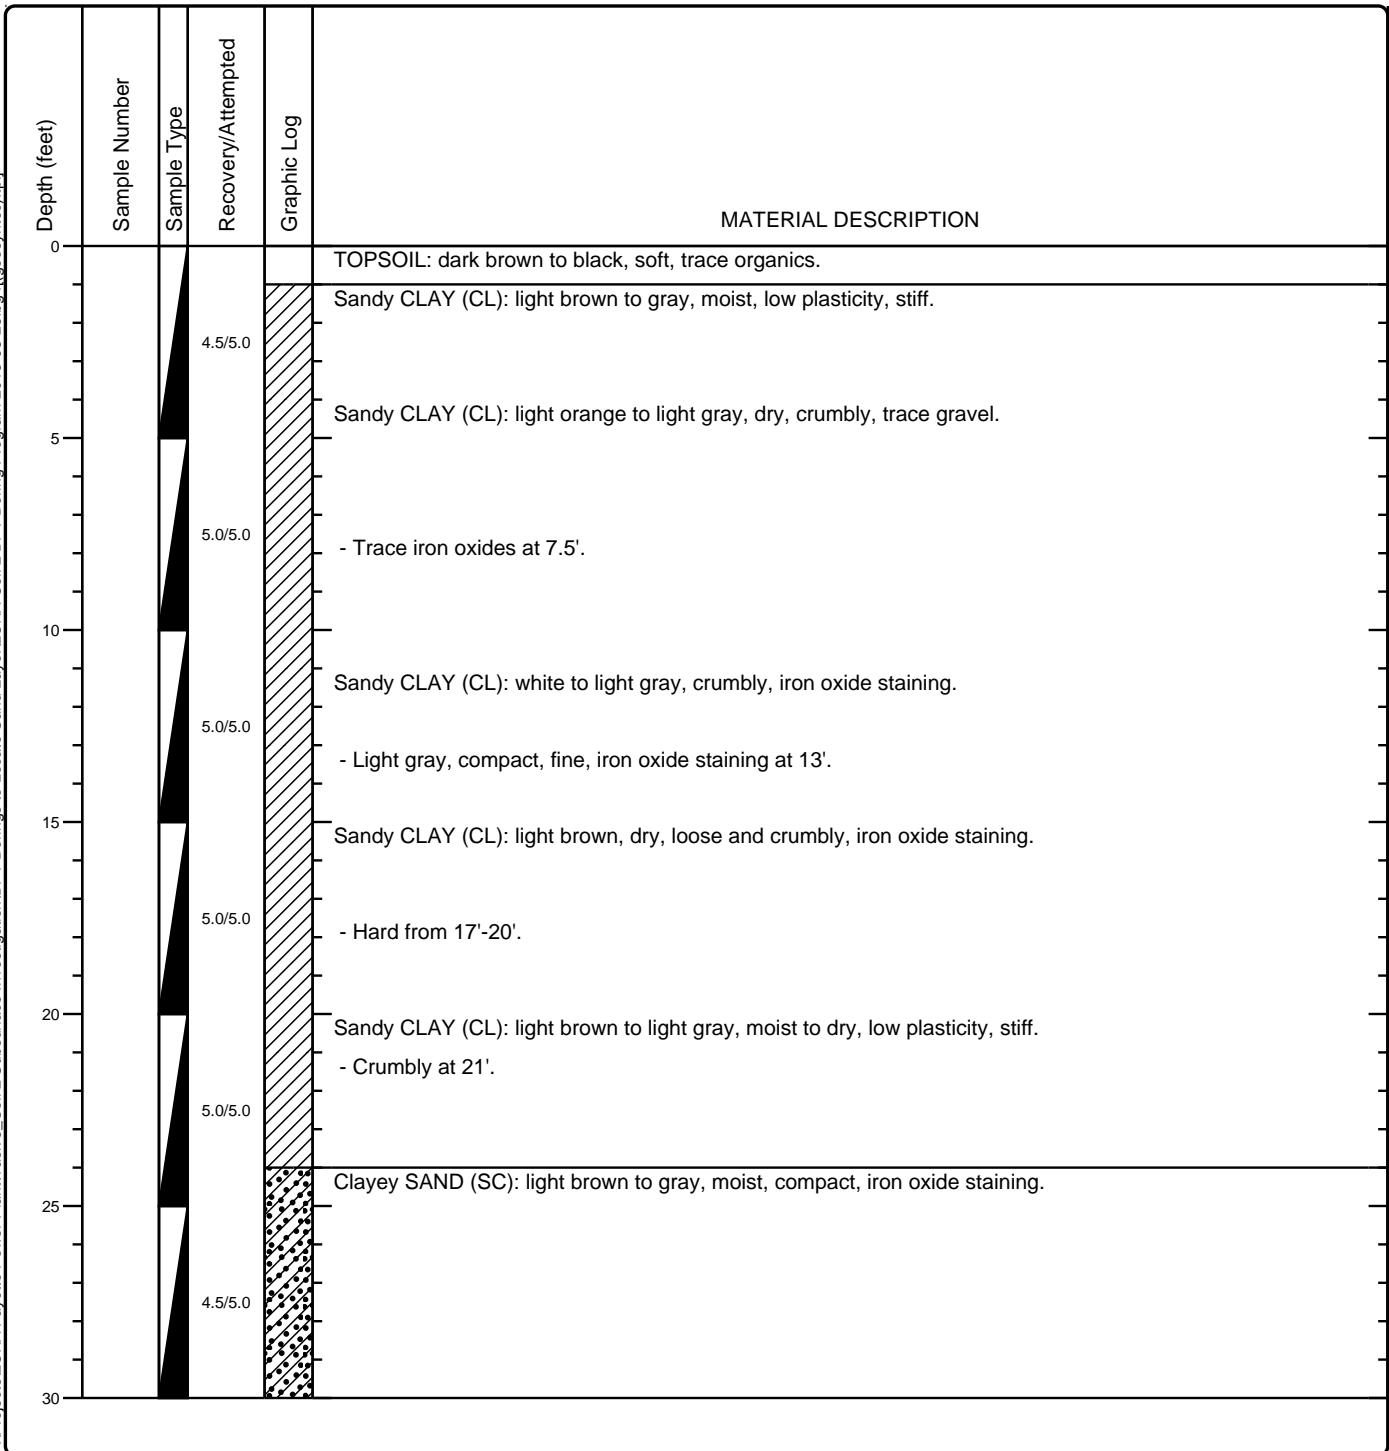 Depth (feet)
Sample Number
Sample Type
Recovery/Attempted
Graphic Log
MATERIAL DESCRIPTION
0
TOPSOIL: dark brown to black, soft, trace organics.
Sandy CLAY (CL): light brown to gray, moist, low plasticity, stiff.
4.5/5.0
Sandy CLAY (CL): light orange to light gray, dry, crumbly, trace gravel.
5
5.0/5.0
- Trace iron oxides at 7.5'.
10
Sandy CLAY (CL): white to light gray, crumbly, iron oxide staining.
5.0/5.0
- Light gray, compact, fine, iron oxide staining at 13'.
15
Sandy CLAY (CL): light brown, dry, loose and crumbly, iron oxide staining.
5.0/5.0
- Hard from 17'-20'.
20
Sandy CLAY (CL): light brown to light gray, moist to dry, low plasticity, stiff.
- Crumbly at 21'.
5.0/5.0
Clayey SAND (SC): light brown to gray, moist, compact, iron oxide staining.
25
4.5/5.0
30